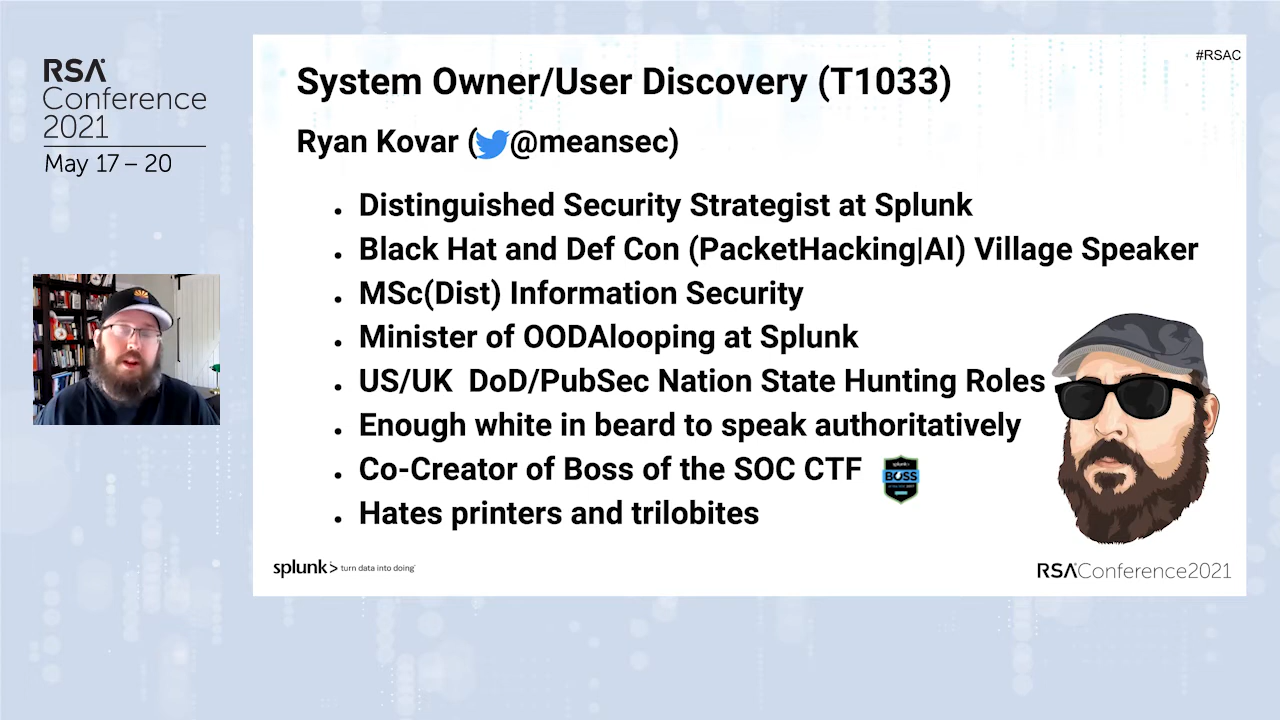 RSA
Conference
2021
May 17 – 20
#RSAC
System Owner/User Discovery (T1033)
Ryan Kovar (@meansec)
• Distinguished Security Strategist at Splunk
• Black Hat and Def Con (PacketHacking|AI) Village Speaker
• MSc(Dist) Information Security
• Minister of OODAlooping at Splunk
• US/UK  DoD/PubSec Nation State Hunting Roles
• Enough white in beard to speak authoritatively
• Co-Creator of Boss of the SOC CTF
splunk>
BOSS
• Hates printers and trilobites
splunk> turn data into doing™
RSAConference2021